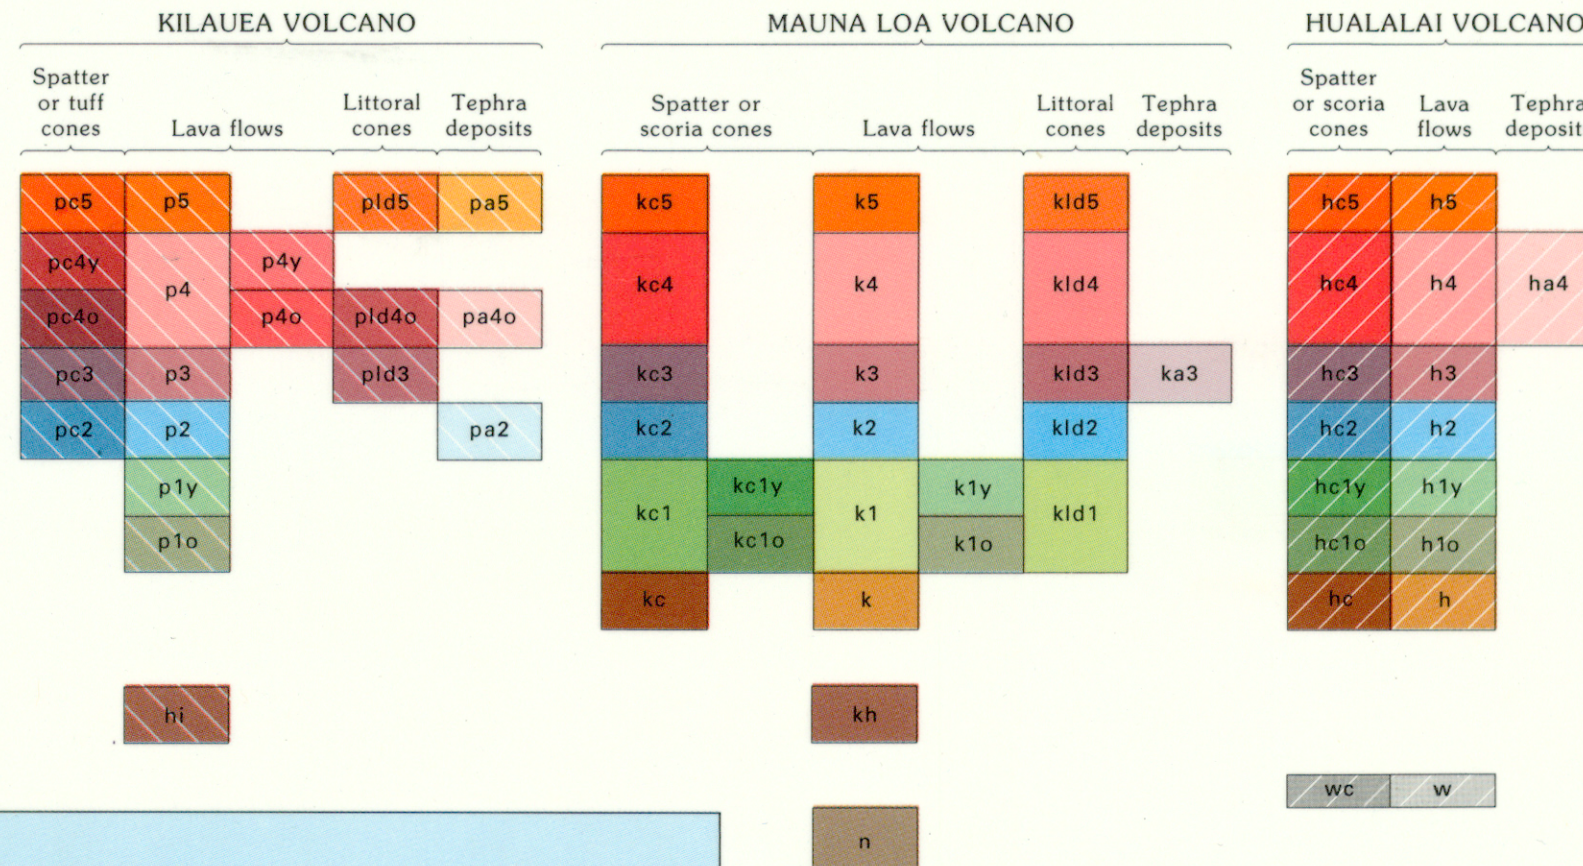 KILAUEA VOLCANO
Spatter
or tuff
cones
Lava flows
Littoral
cones
Tephra
deposits
pc5 p5 pld5 pa5
pc4y p4 p4y
pc4o p4o pld4o pa4o
pc3 p3 pld3
pc2 p2 pa2
p1y
p1o
hi
MAUNA LOA VOLCANO
Spatter or
scoria cones
Lava flows
Littoral
cones
Tephra
deposits
kc5 k5 kld5
kc4 k4 kld4
kc3 k3 kld3 ka3
kc2 k2 kld2
kc1 kc1y k1 k1y kld1
kc1o k1o
kc k
kh
n
HUALALAI VOLCANO
Spatter
or scoria
cones
Lava
flows
Tephra
deposit
hc5 h5
hc4 h4 ha4
hc3 h3
hc2 h2
hc1y h1y
hc1o h1o
hc h
wc w